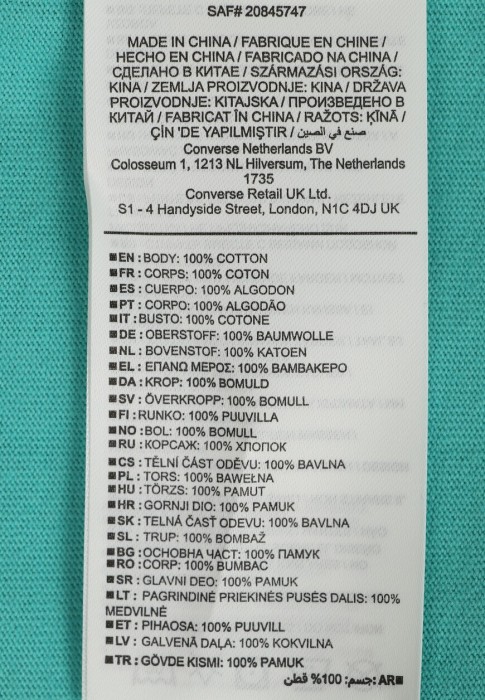 SAF# 20845747
MADE IN CHINA / FABRIQUE EN CHINE /
HECHO EN CHINA / FABRICADO NA CHINA /
СДЕЛАНО В КИТАЕ / SZÁRMAZÁSI ORSZÁG:
KINA / ZEMLJA PROIZVODNJE: KINA / DRŽAVA
PROIZVODNJE: KITAJSKA / ПРОИЗВЕДЕНО В
КИТАЙ / FABRICAT ÎN CHINA / RAŽOTS: ĶĪNĀ /
ÇİN 'DE YAPILMIŞTIR / صنع في الصين
Converse Netherlands BV
Colosseum 1, 1213 NL Hilversum, The Netherlands
1735
Converse Retail UK Ltd.
S1 - 4 Handyside Street, London, N1C 4DJ UK
■EN : BODY: 100% COTTON
■FR : CORPS: 100% COTON
■ES : CUERPO: 100% ALGODON
■PT : CORPO: 100% ALGODÃO
■IT : BUSTO: 100% COTONE
■DE : OBERSTOFF: 100% BAUMWOLLE
■NL : BOVENSTOF: 100% KATOEN
■EL : ΕΠΑΝΩ ΜΕΡΟΣ: 100% ΒΑΜΒΑΚΕΡΟ
■DA : KROP: 100% BOMULD
■SV : ÖVERKROPP: 100% BOMULL
■FI : RUNKO: 100% PUUVILLA
■NO : BOL: 100% BOMULL
■RU : КОРСАЖ: 100% ХЛОПОК
■CS : TĚLNÍ ČÁST ODĚVU: 100% BAVLNA
■PL : TORS: 100% BAWEŁNA
■HU : TÖRZS: 100% PAMUT
■HR : GORNJI DIO: 100% PAMUK
■SK : TELNÁ ČASŤ ODEVU: 100% BAVLNA
■SL : TRUP: 100% BOMBAŽ
■BG : ОСНОВНА ЧАСТ: 100% ПАМУК
■RO : CORP: 100% BUMBAC
■SR : GLAVNI DEO: 100% PAMUK
■LT : PAGRINDINĖ PRIEKINĖS PUSĖS DALIS: 100%
MEDVILNĖ
■ET : PIHAOSA: 100% PUUVILL
■LV : GALVENĀ DAĻA: 100% KOKVILNA
■TR : GÖVDE KISMI: 100% PAMUK
■AR: جسم: 100% قطن